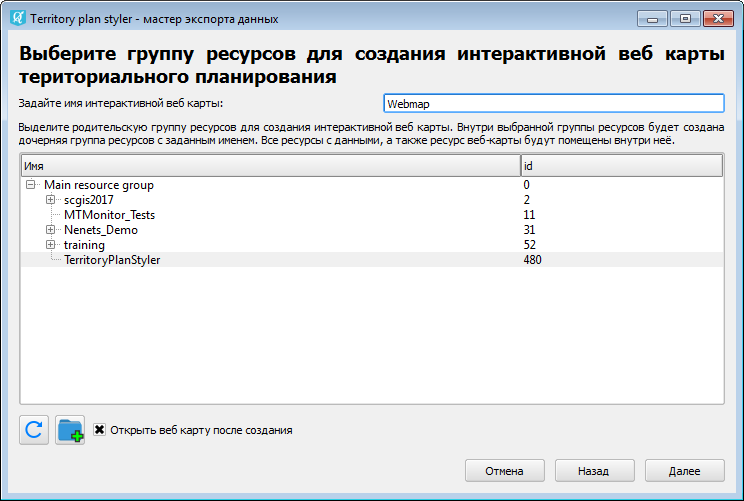 Territory plan styler - мастер экспорта данных
Выберите группу ресурсов для создания интерактивной веб карты
териториального планирования
Задайте имя интерактивной веб карты:
Webmap
Выделите родительскую группу ресурсов для создания интерактивной веб карты. Внутри выбранной группы ресурсов будет создана
дочерняя группа ресурсов с заданным именем. Все ресурсы с данными, а также ресурс веб-карты будут помещены внутри неё.
Имя id
Main resource group 0
scgis2017 2
MTMonitor_Tests 11
Nenets_Demo 31
training 52
TerritoryPlanStyler 480
Открыть веб карту после создания
Отмена Назад Далее